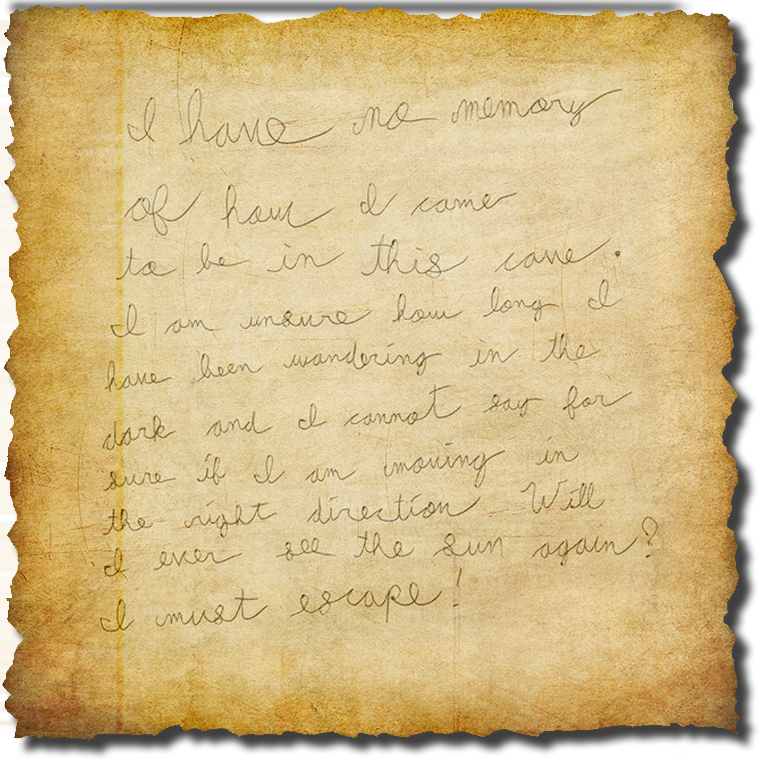 I have no memory
of how I came
to be in this cave.
I am unsure how long I
have been wandering in the
dark and I cannot say for
sure if I am moving in
the right direction Will
I ever see the sun again?
I must escape!